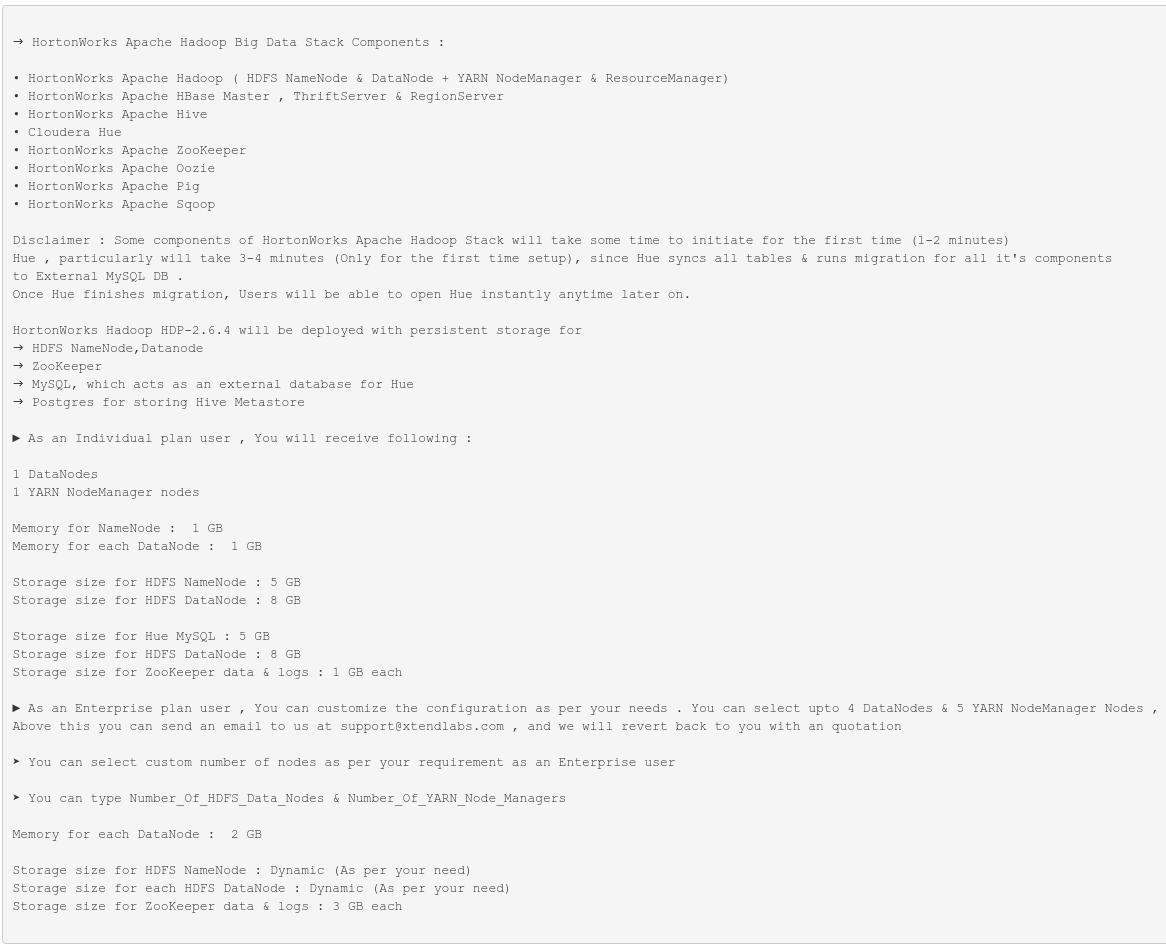 → HortonWorks Apache Hadoop Big Data Stack Components :
• HortonWorks Apache Hadoop ( HDFS NameNode & DataNode + YARN NodeManager & ResourceManager)
• HortonWorks Apache HBase Master , ThriftServer & RegionServer
• HortonWorks Apache Hive
• Cloudera Hue
• HortonWorks Apache ZooKeeper
• HortonWorks Apache Oozie
• HortonWorks Apache Pig
• HortonWorks Apache Sqoop
Disclaimer : Some components of HortonWorks Apache Hadoop Stack will take some time to initiate for the first time (1-2 minutes)
Hue , particularly will take 3-4 minutes (Only for the first time setup), since Hue syncs all tables & runs migration for all it's components
to External MySQL DB .
Once Hue finishes migration, Users will be able to open Hue instantly anytime later on.
HortonWorks Hadoop HDP-2.6.4 will be deployed with persistent storage for
→ HDFS NameNode,Datanode
→ ZooKeeper
→ MySQL, which acts as an external database for Hue
→ Postgres for storing Hive Metastore
► As an Individual plan user , You will receive following :
1 DataNodes
1 YARN NodeManager nodes
Memory for NameNode :  1 GB
Memory for each DataNode :  1 GB
Storage size for HDFS NameNode : 5 GB
Storage size for HDFS DataNode : 8 GB
Storage size for Hue MySQL : 5 GB
Storage size for HDFS DataNode : 8 GB
Storage size for ZooKeeper data & logs : 1 GB each
► As an Enterprise plan user , You can customize the configuration as per your needs . You can select upto 4 DataNodes & 5 YARN NodeManager Nodes ,
Above this you can send an email to us at support@xtendlabs.com , and we will revert back to you with an quotation
➤ You can select custom number of nodes as per your requirement as an Enterprise user
➤ You can type Number_Of_HDFS_Data_Nodes & Number_Of_YARN_Node_Managers
Memory for each DataNode :  2 GB
Storage size for HDFS NameNode : Dynamic (As per your need)
Storage size for each HDFS DataNode : Dynamic (As per your need)
Storage size for ZooKeeper data & logs : 3 GB each